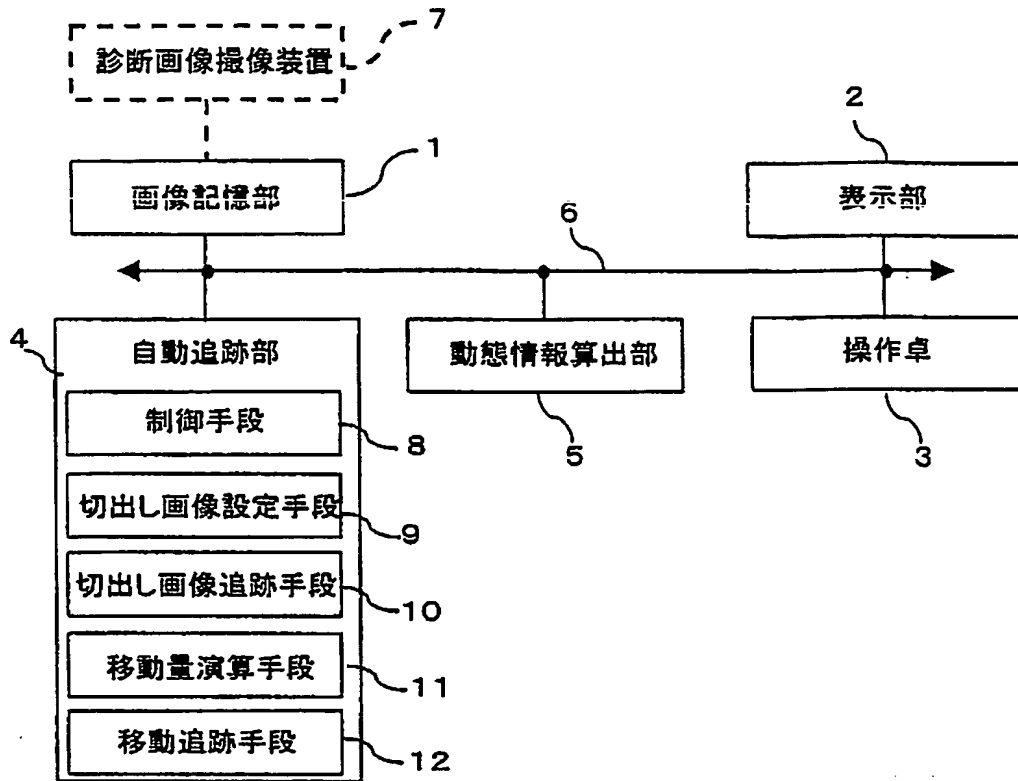 7
診断画像撮像装置
1
画像記憶部
2
表示部
6
4
自動追跡部
制御手段
8
切出し画像設定手段
9
切出し画像追跡手段
10
移動量演算手段
11
移動追跡手段
12
動態情報算出部
5
操作卓
3